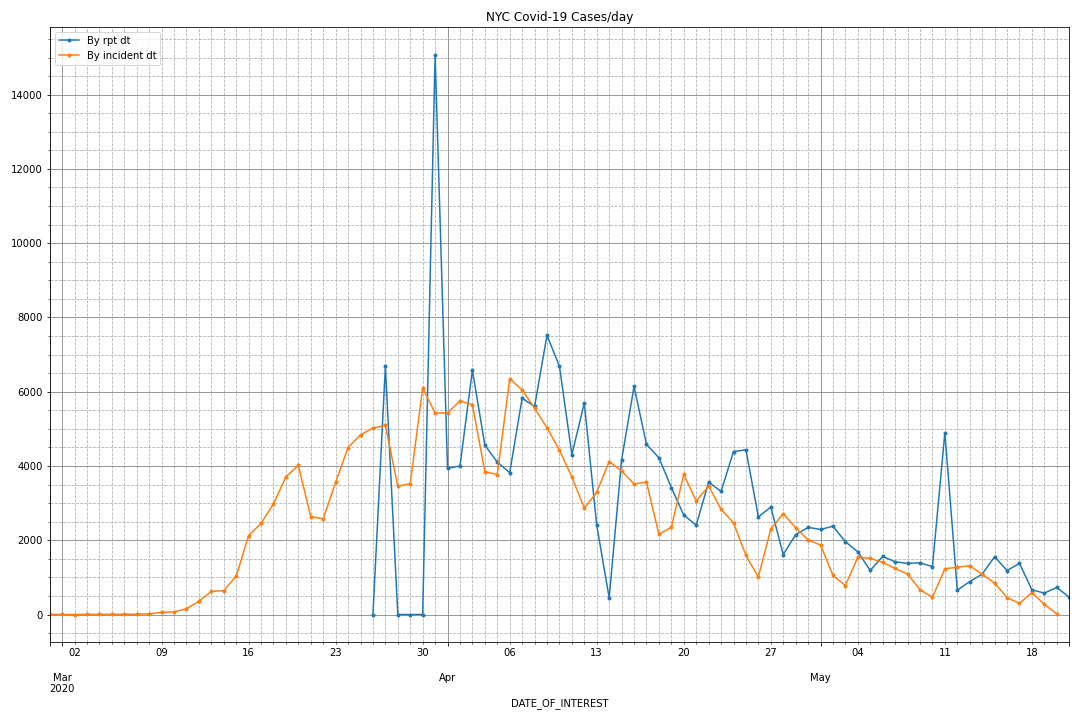 NYC Covid-19 Cases/day
By rpt dt
By incident dt
14000
12000
10000
8000
6000
4000
2000
0
02 09 16 23 30 06 13 20 27 04 11 18
Mar Apr May
2020
DATE_OF_INTEREST